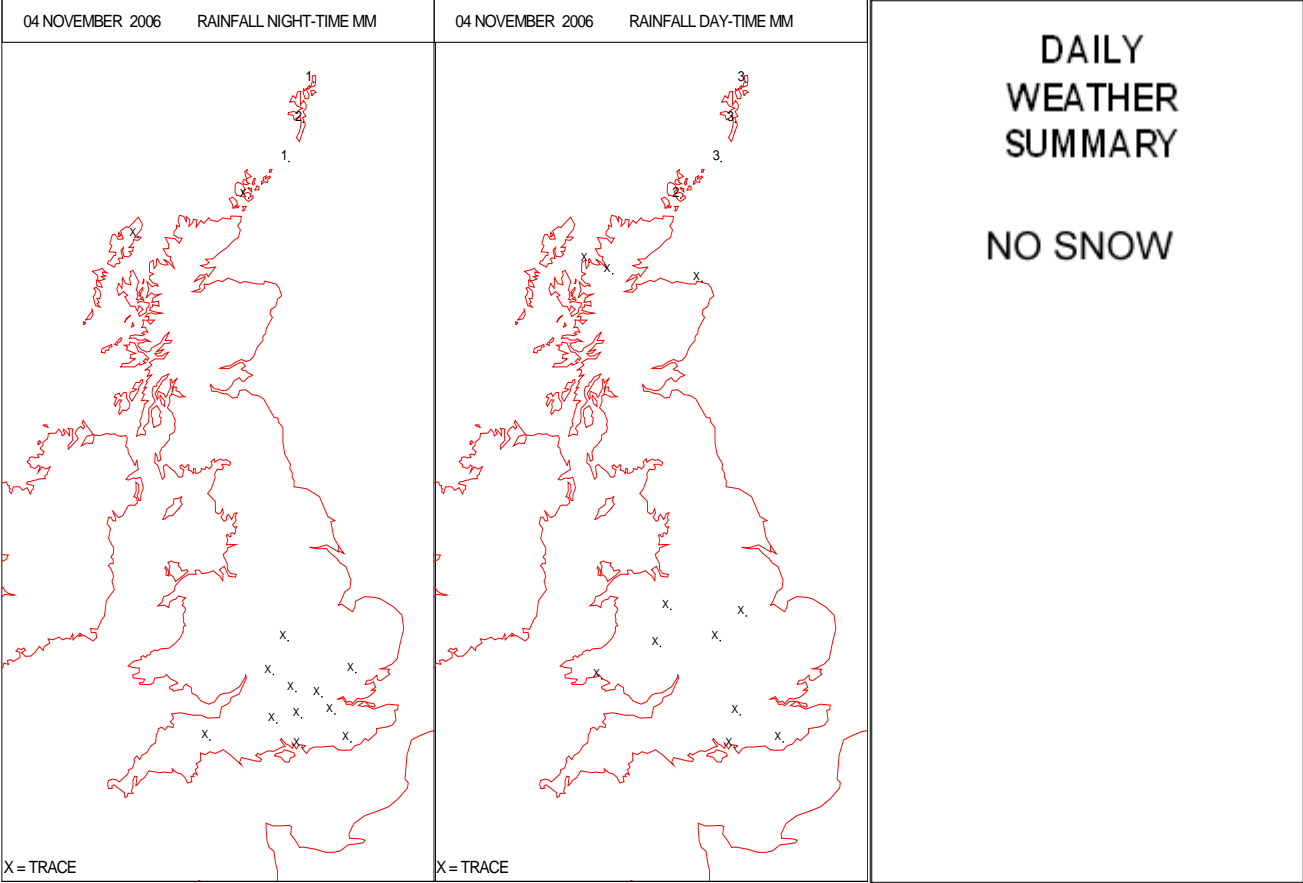 04 NOVEMBER 2006 RAINFALL NIGHT-TIME MM
1.
2.
1.
x.
x.
x.
x.
x.
x.
x.
x.
x.
x.
x.
x.
x.
X = TRACE
04 NOVEMBER 2006 RAINFALL DAY-TIME MM
3.
3.
3.
2.
x.
x.
x.
x.
x.
x.
x.
x.
x.
x.
x.
X = TRACE
DAILY
WEATHER
SUMMARY
NO SNOW